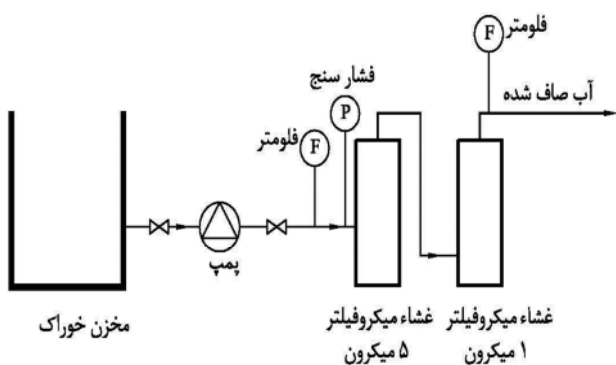 فلومتر
F
آب صاف شده
فشار سنج
P
فلومتر
F
پمپ
مخزن خوراک
غشاء میکروفیلتر
۵ میکرون
غشاء میکروفیلتر
۱ میکرون